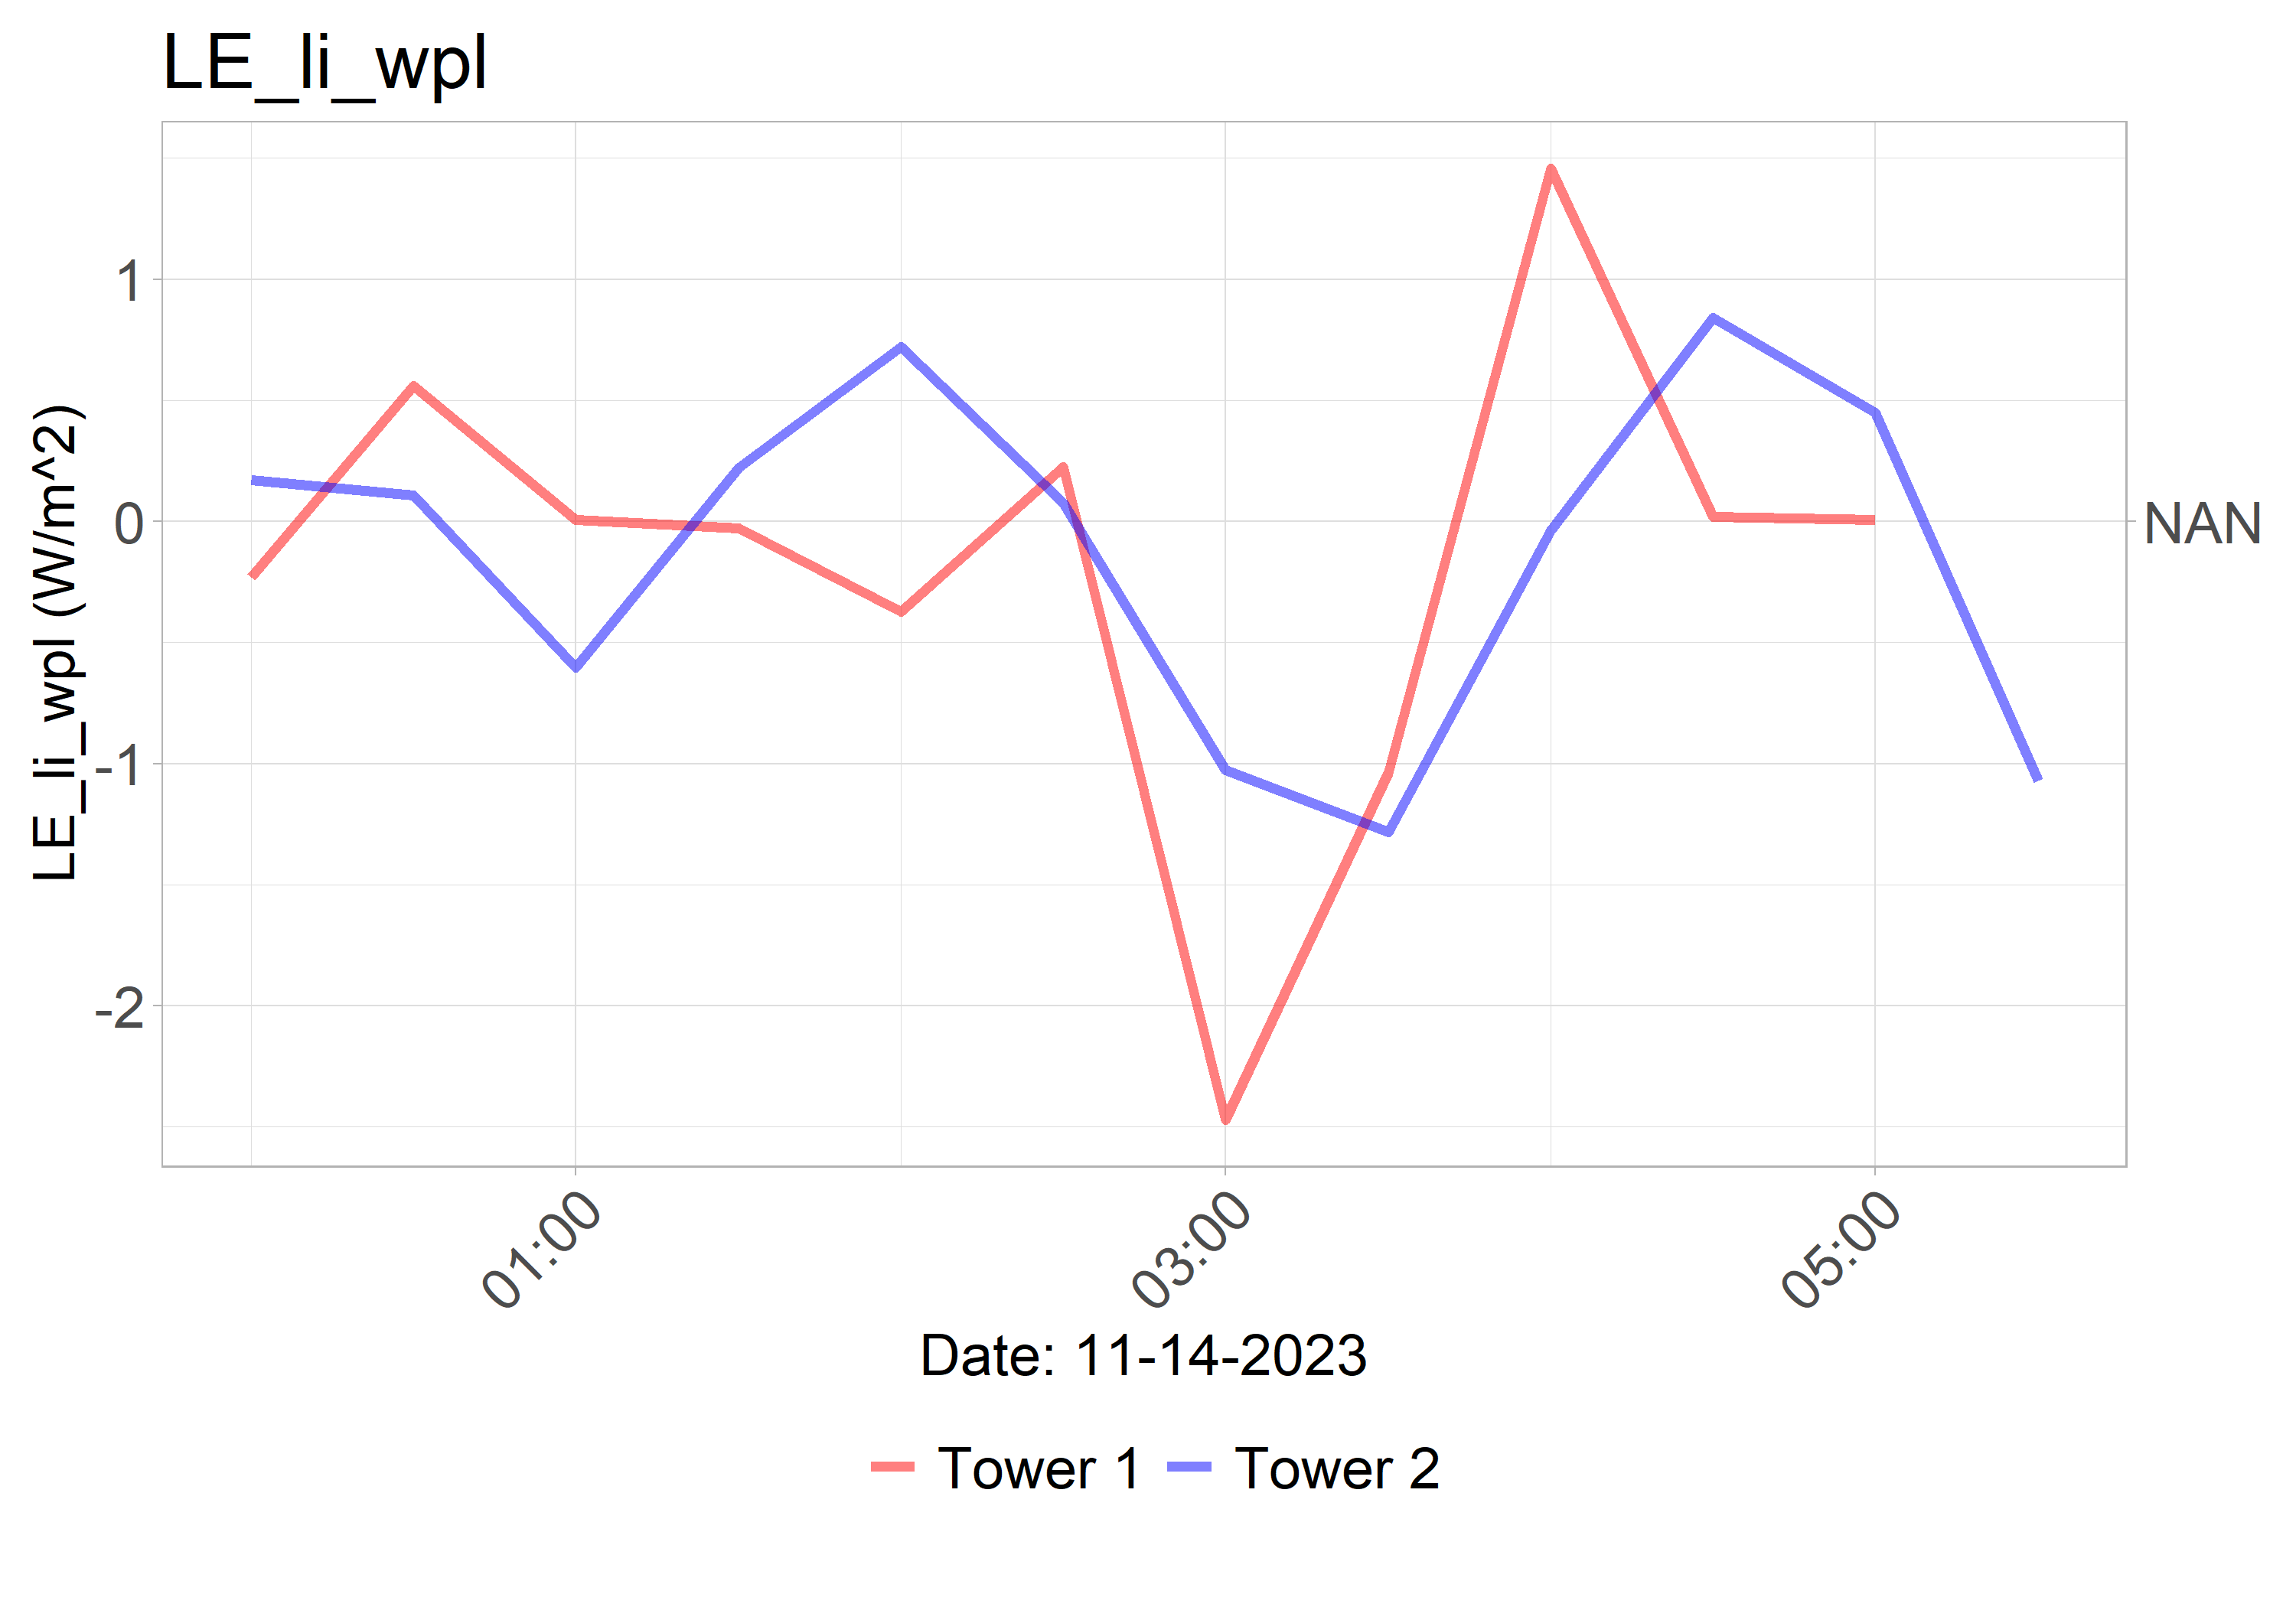 LE_li_wpl
LE_li_wpl (W/m^2)
1
0
-1
-2
NAN
01:00
03:00
05:00
Date: 11-14-2023
Tower 1
Tower 2